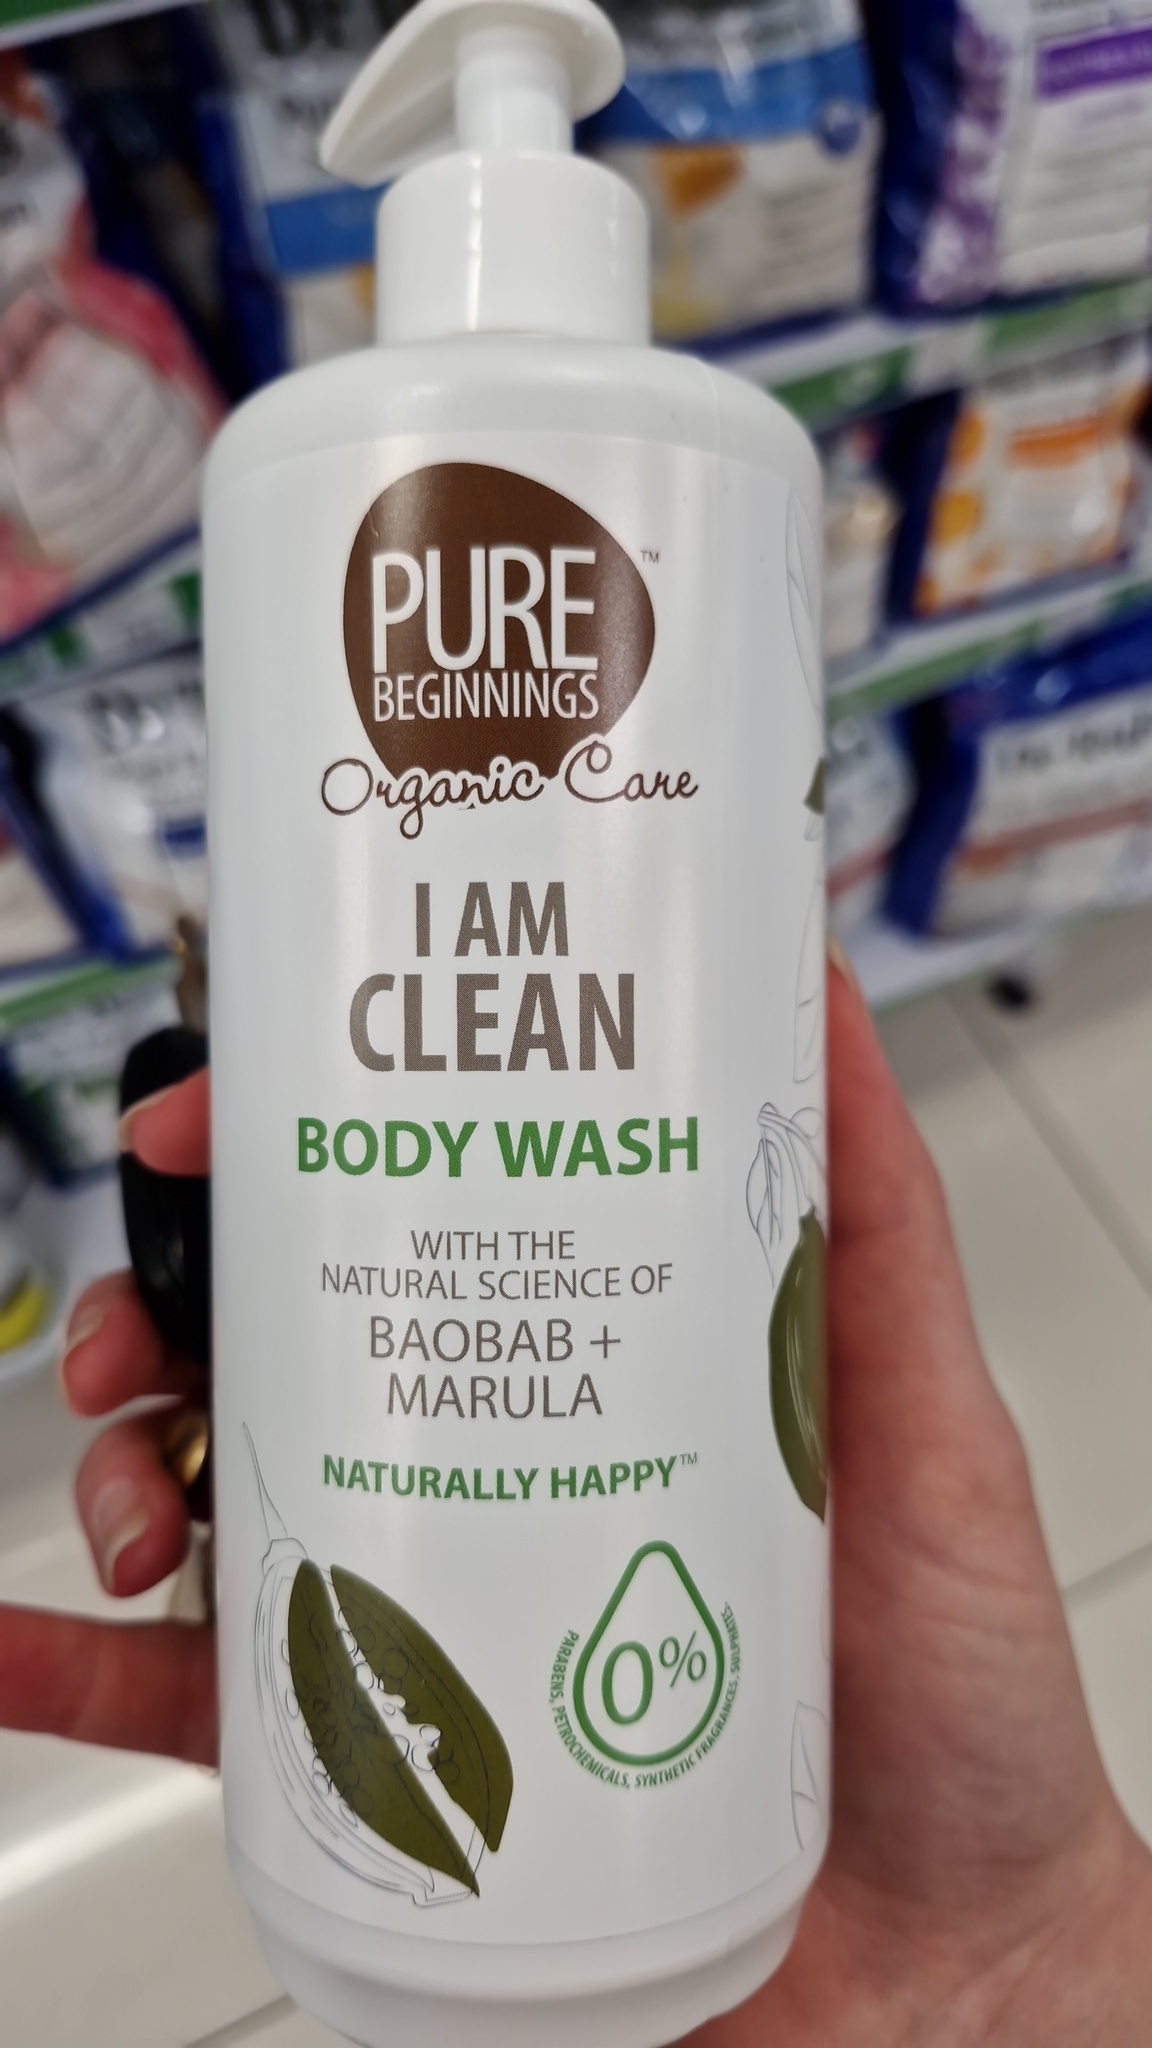 PURE
BEGINNINGS
™
Organic Care
I AM
CLEAN
BODY WASH
WITH THE
NATURAL SCIENCE OF
BAOBAB +
MARULA
NATURALLY HAPPY™
0%
PARABENS, PETROCHEMICALS, SYNTHETIC FRAGRANCES, SULPHATES.